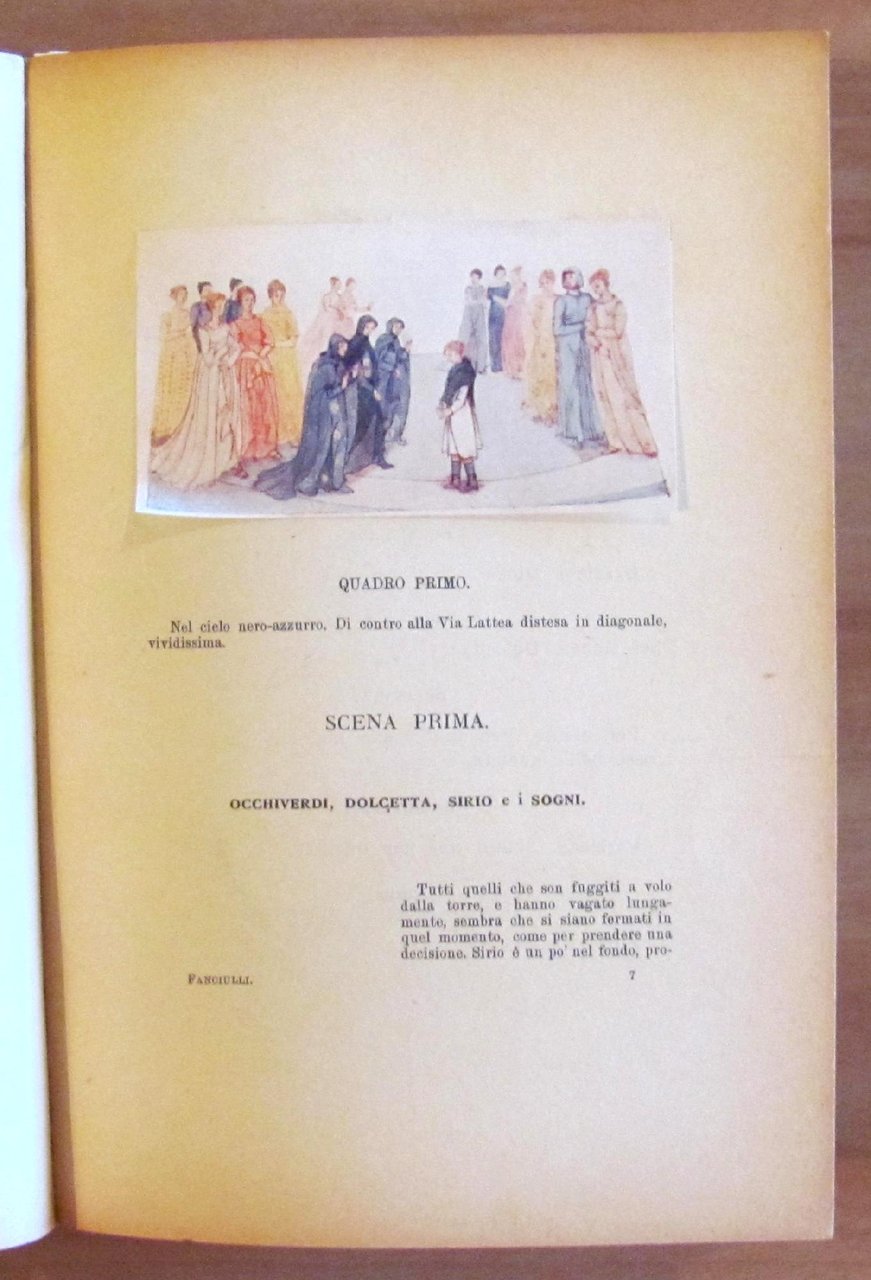 QUADRO PRIMO.
Nel cielo nero-azzurro. Di contro alla Via Lattea distesa in diagonale,
vividissima.
SCENA PRIMA.
OCCHIVERDI, DOLCETTA, SIRIO e i SOGNI.
Tutti quelli che son fuggiti a volo
dalla torre, e hanno vagato lunga-
mente, sembra che si siano fermati in
quel momento, come per prendere una
decisione. Sirio è un po' nel fondo, pro-
FANCIULLI. 7